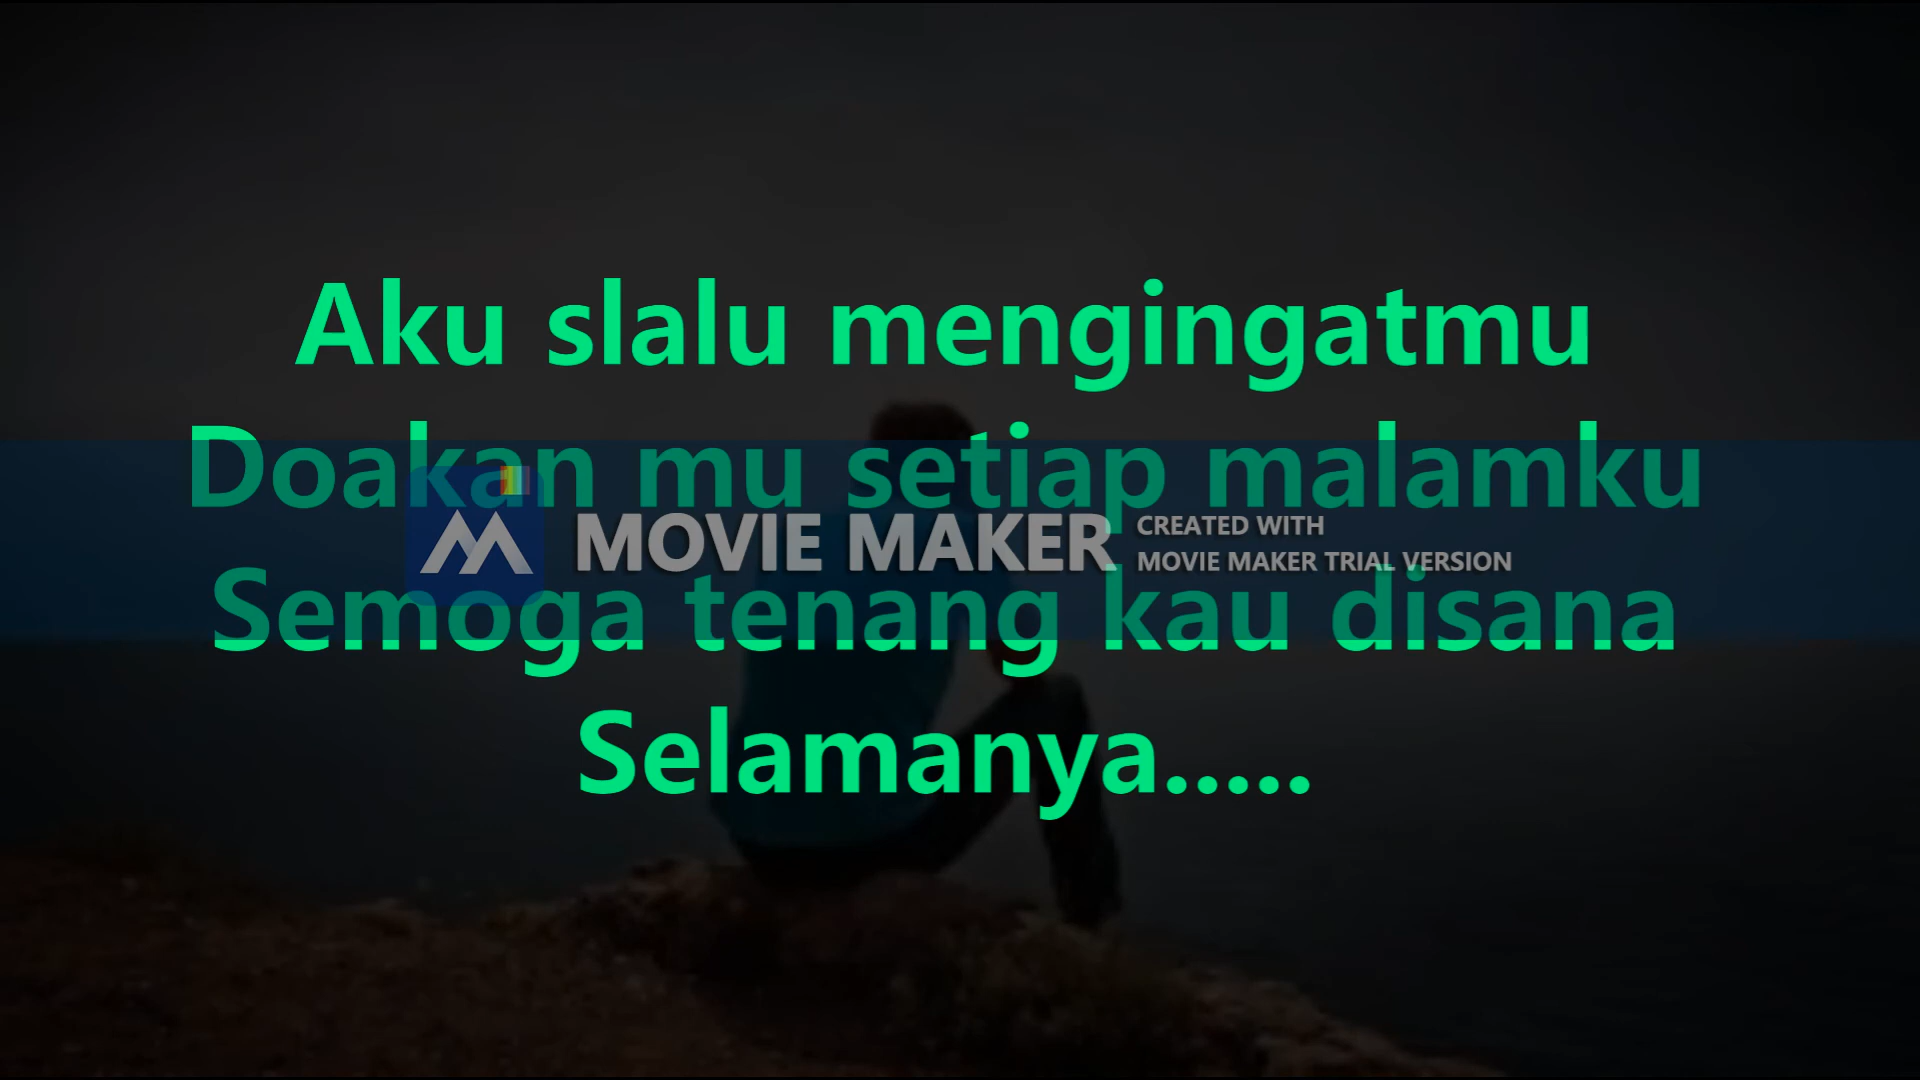 Aku slalu mengingatmu
Doakan mu setiap malamku
MOVIE MAKER
CREATED WITH
MOVIE MAKER TRIAL VERSION
Semoga tenang kau disana
Selamanya.....